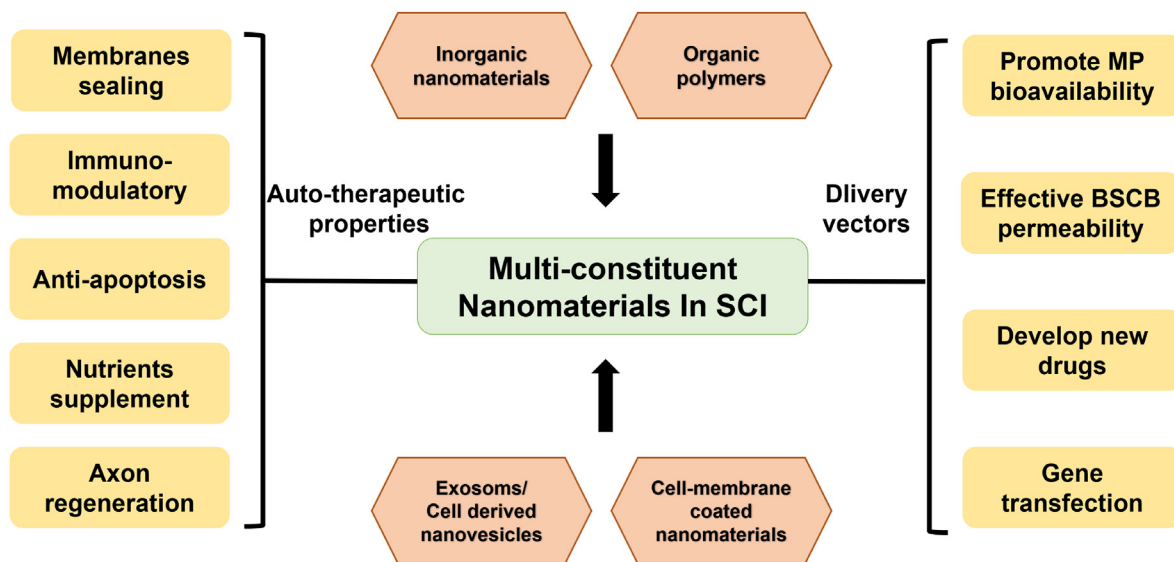 Membranes
sealing
Immuno-
modulatory
Anti-apoptosis
Nutrients
supplement
Axon
regeneration
Auto-therapeutic
properties
Inorganic
nanomaterials
Organic
polymers
Multi-constituent
Nanomaterials In SCI
Exosoms/
Cell derived
nanovesicles
Cell-membrane
coated
nanomaterials
Dlivery
vectors
Promote MP
bioavailability
Effective BSCB
permeability
Develop new
drugs
Gene
transfection